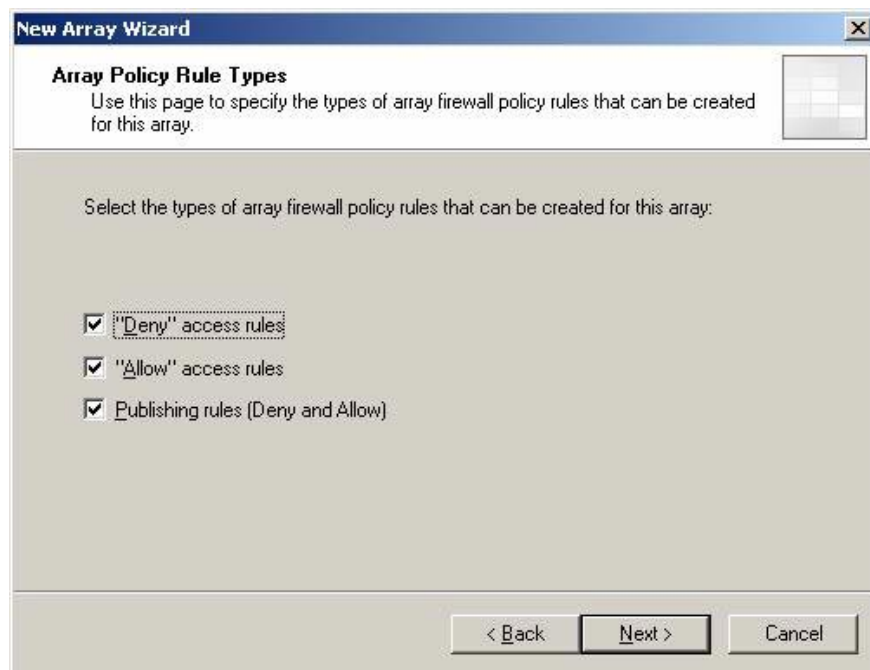 New Array Wizard
Array Policy Rule Types
Use this page to specify the types of array firewall policy rules that can be created
for this array.
Select the types of array firewall policy rules that can be created for this array:
"Deny" access rules
"Allow" access rules
Publishing rules (Deny and Allow)
< Back Next > Cancel